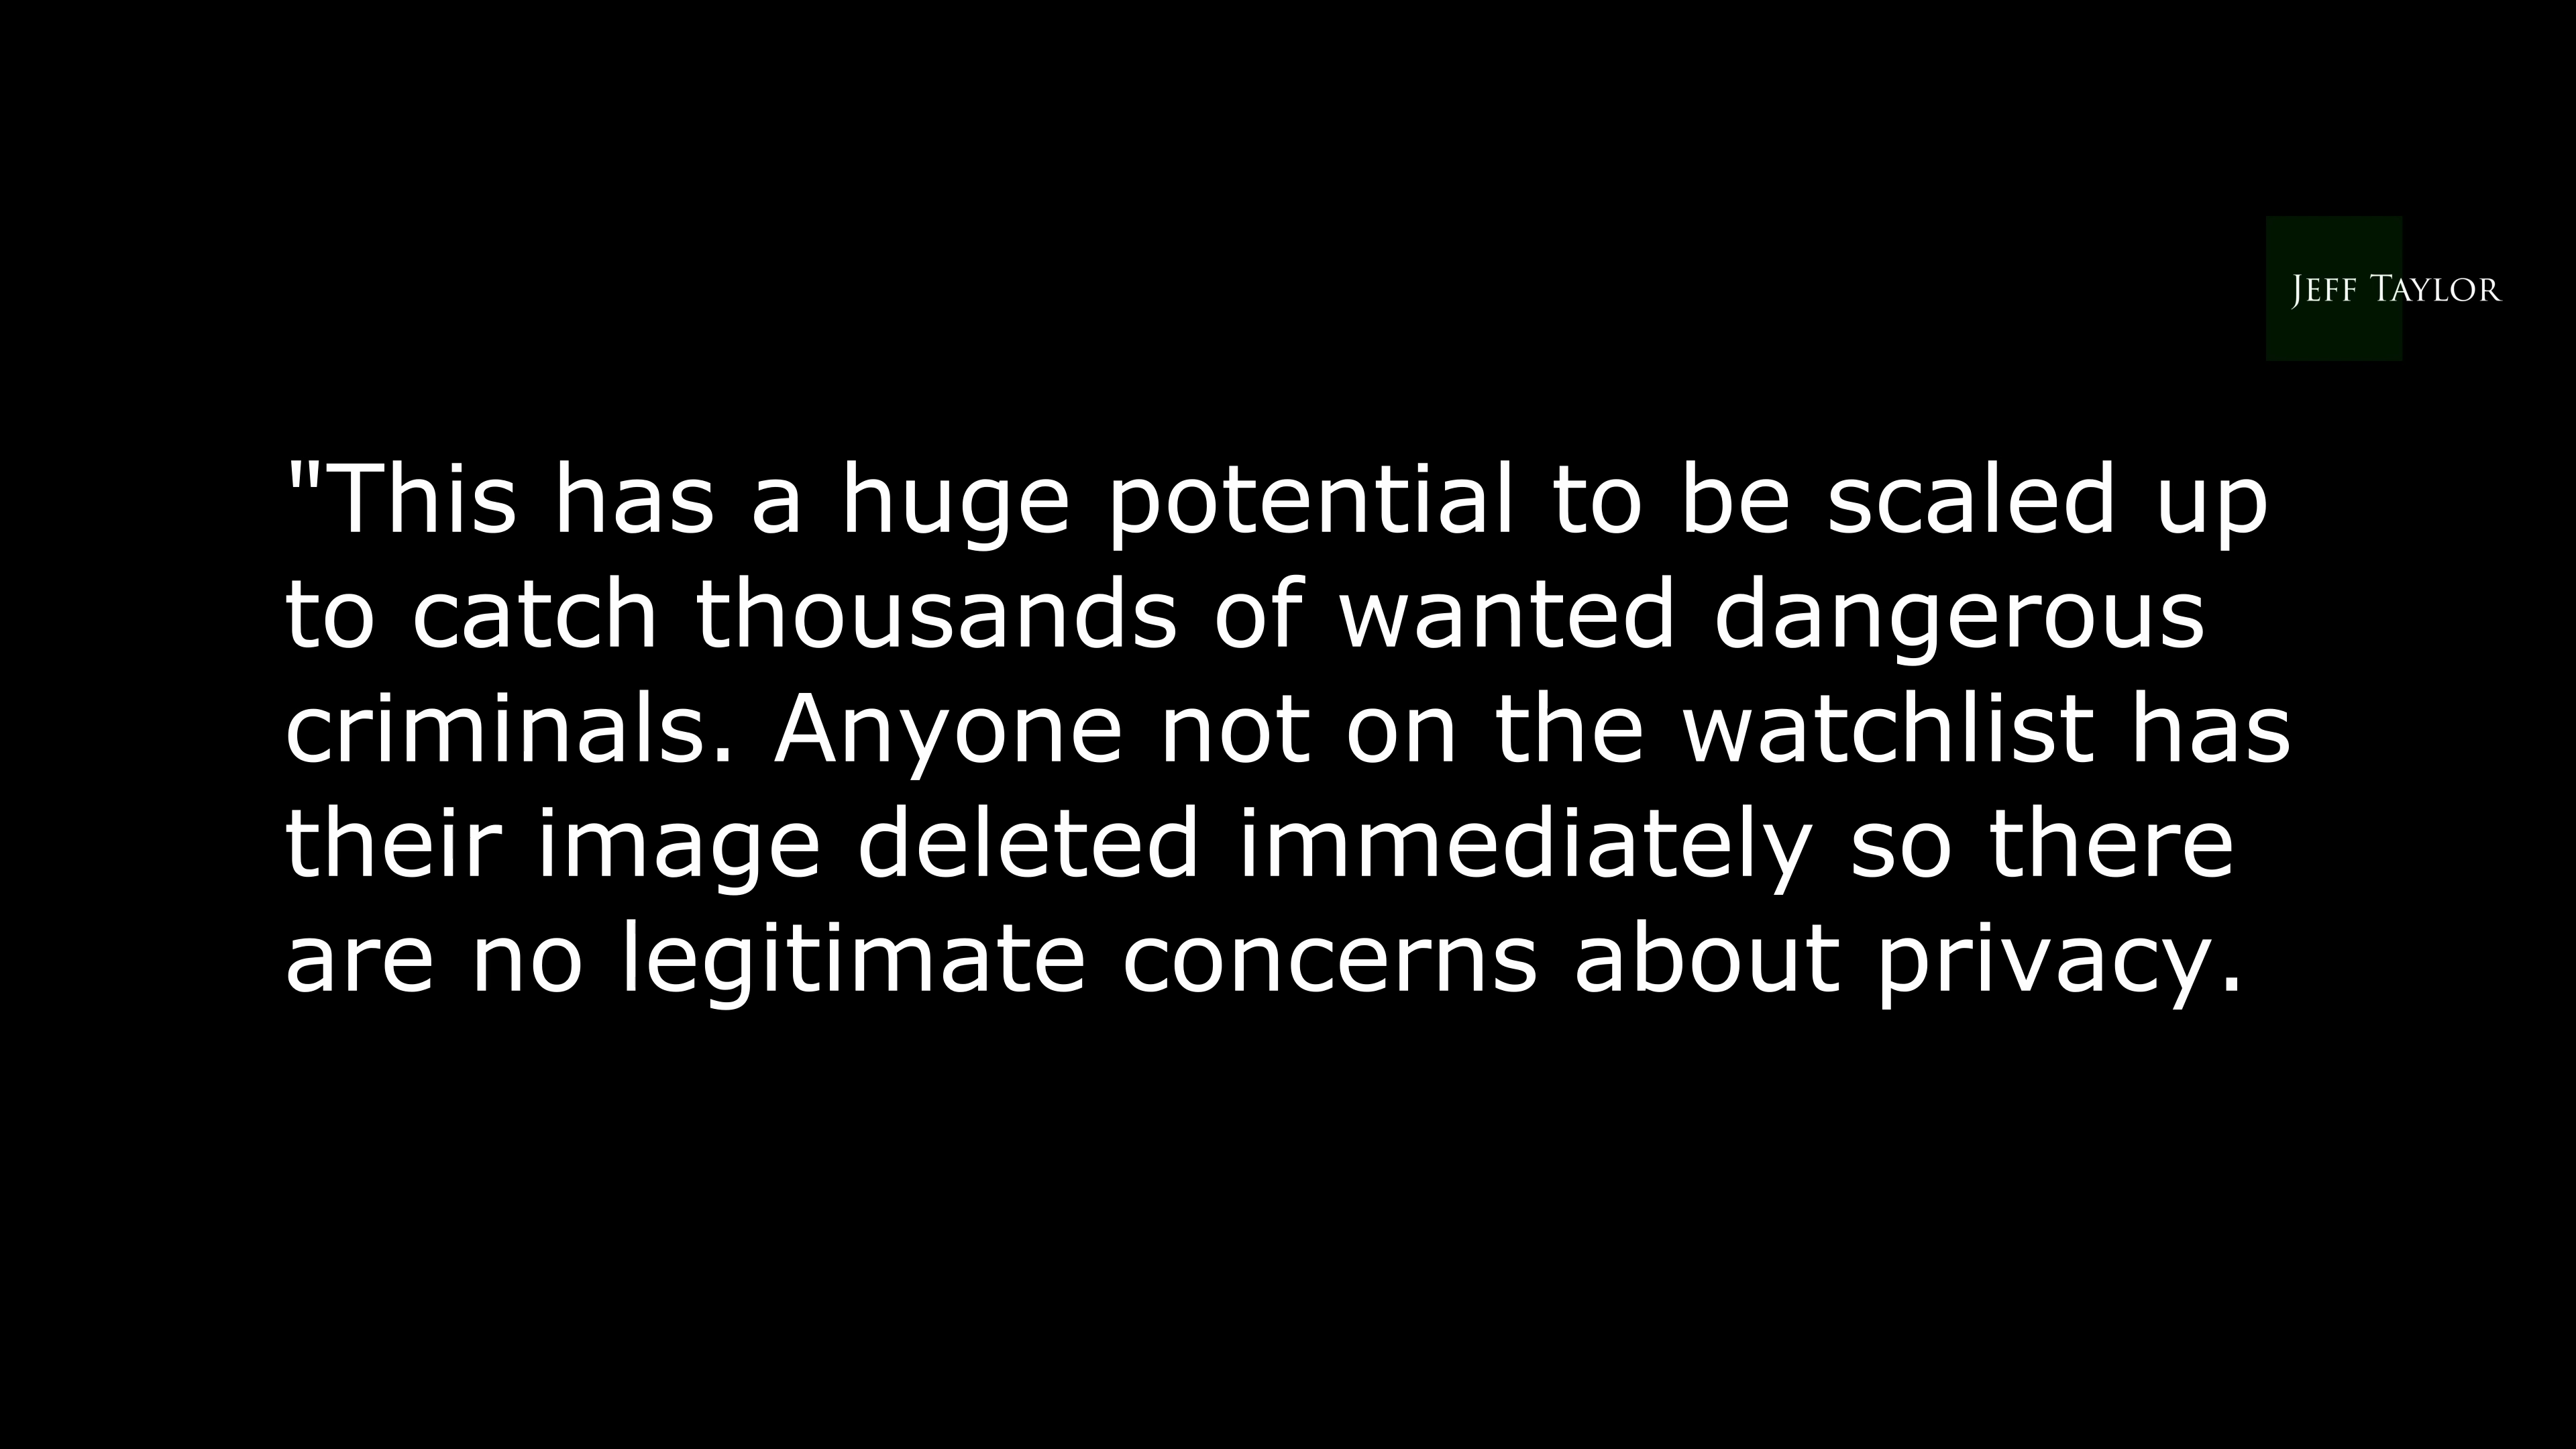 JEFF TAYLOR
"This has a huge potential to be scaled up
to catch thousands of wanted dangerous
criminals. Anyone not on the watchlist has
their image deleted immediately so there
are no legitimate concerns about privacy.